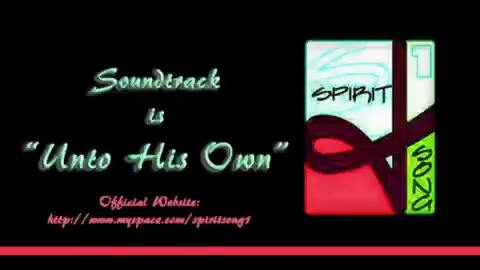 Soundtrack
is
"Unto His Own"
Official Website:
http://www.myspace.com/spiritsong1
SPIRIT
1
SONG